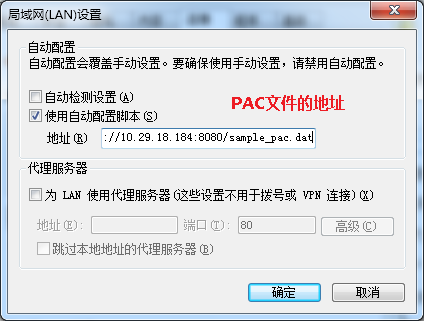 局域网(LAN)设置
自动配置
自动配置会覆盖手动设置。要确保使用手动设置，请禁用自动配置。
自动检测设置(A)
PAC文件的地址
使用自动配置脚本(S)
地址(R)
://10.29.18.184:8080/sample_pac.dat
代理服务器
为 LAN 使用代理服务器(这些设置不用于拨号或 VPN 连接)(X)
地址(E): 端口(T): 80 高级(C)
跳过本地地址的代理服务器(B)
确定 取消